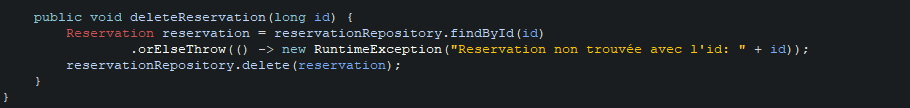 public void deleteReservation(long id) {
Reservation reservation = reservationRepository.findById(id)
.orElseThrow(() -> new RuntimeException("Reservation non trouvée avec l'id: " + id));
reservationRepository.delete(reservation);
}
}